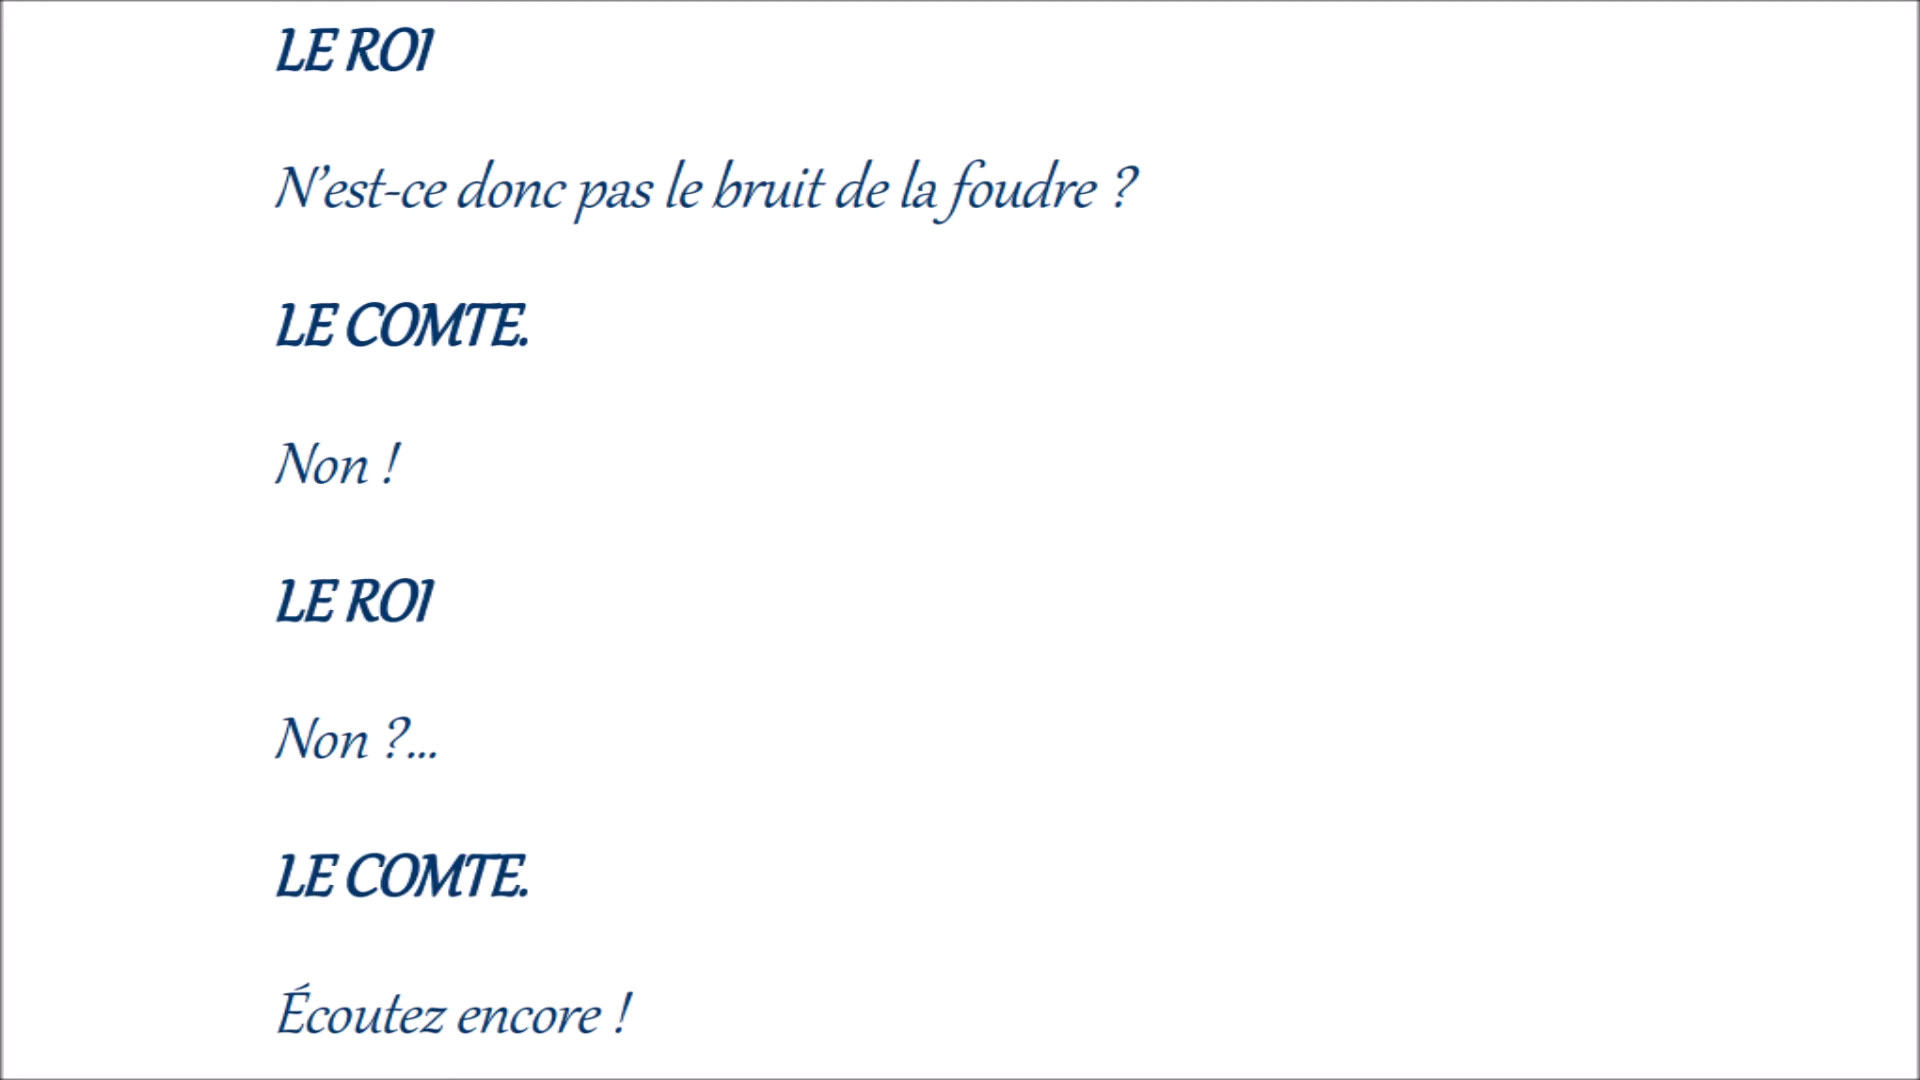 LE ROI
N’est-ce donc pas le bruit de la foudre ?
LE COMTE.
Non !
LE ROI
Non ?...
LE COMTE.
Écoutez encore !